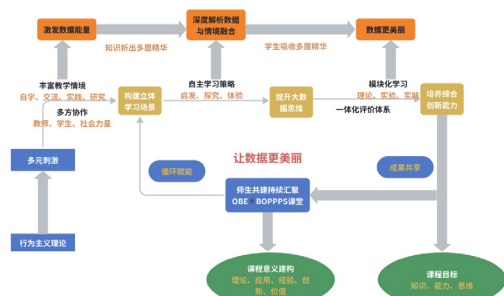 激发数据能量
深度解析数据
与情境融合
数据更美丽
知识析出多层精华
学生吸收多层精华
丰富教学情境
自学、交流、实践、研究
多方协作
教师、学生、社会力量
构建立体
学习场景
自主学习策略
启发、探究、体验
提升大数
据思维
模块化学习
理论、实验、实践
一体化评价体系
培养综合
创新能力
多元刺激
行为主义理论
让数据更美丽
循环赋能
成果共享
师生共建持续汇聚
OBE+BOPPPS课堂
课程意义建构
理论、应用、经验、创
新、价值
课程目标
知识、能力、思维